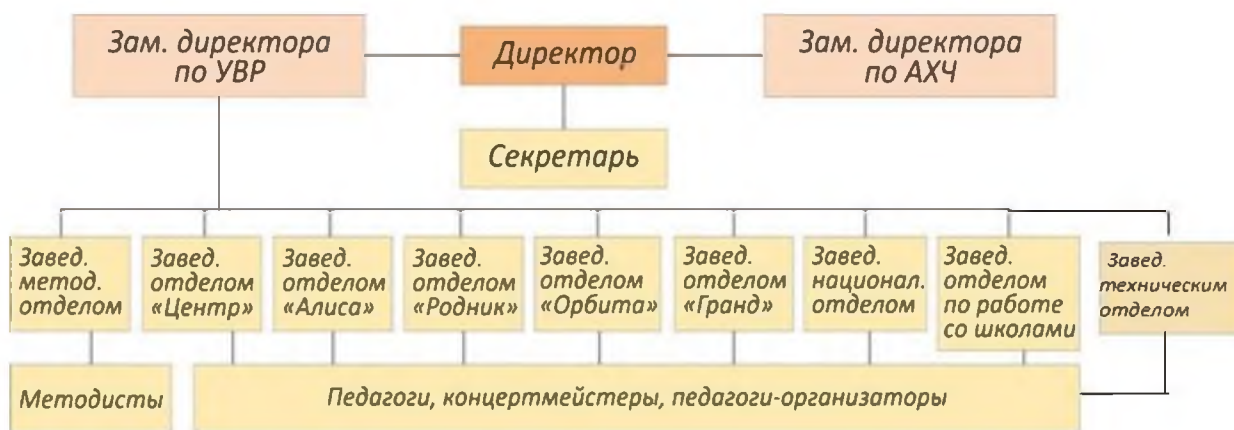 Зам. директора
по УВР
Директор
Зам. директора
по АХЧ
Секретарь
Завед.
метод.
отделом
Завед.
отделом
«Центр»
Завед.
отделом
«Алиса»
Завед.
отделом
«Родник»
Завед.
отделом
«Орбита»
Завед.
отделом
«Гранд»
Завед.
национал.
отделом
Завед.
отделом
по работе
со школами
Завед.
техническим
отделом
Методисты
Педагоги, концертмейстеры, педагоги-организаторы